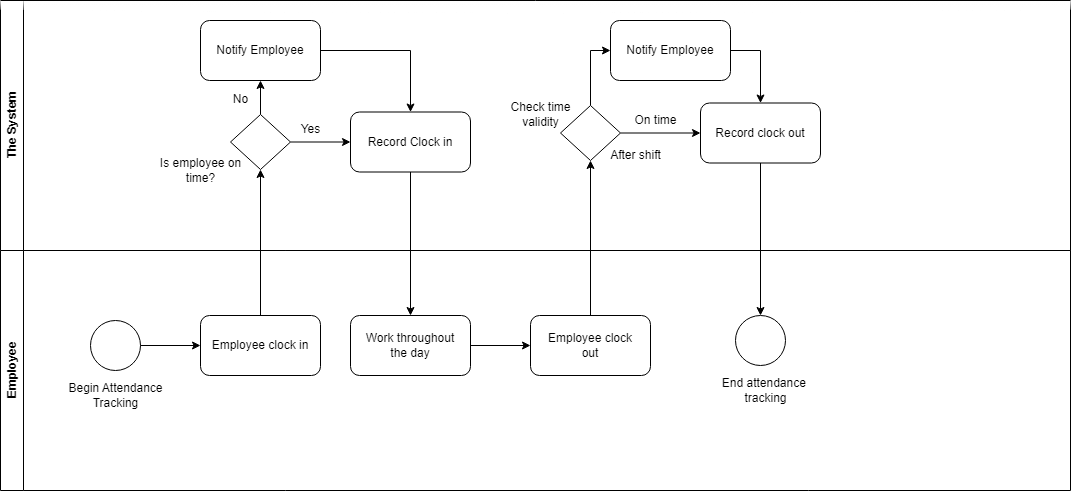 The System
Notify Employee
No
Yes
Is employee on
time?
Record Clock in
Notify Employee
Check time
validity
On time
After shift
Record clock out
Employee
Begin Attendance
Tracking
Employee clock in
Work throughout
the day
Employee clock
out
End attendance
tracking